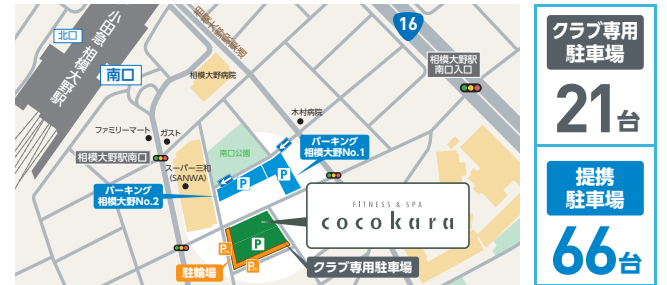 小田急 相模大野駅
北口
南口
16
相模大野駅
南口入口
相模大野病院
木村病院
ファミリーマート
ガスト
相模大野駅南口
南口公園
パーキング
相模大野No.1
スーパー三和
(SANWA)
パーキング
相模大野No.2
P
P
FITNESS & SPA
cocokara
P
P
P
駐輪場
クラブ専用駐車場
クラブ専用
駐車場
21台
提携
駐車場
66台